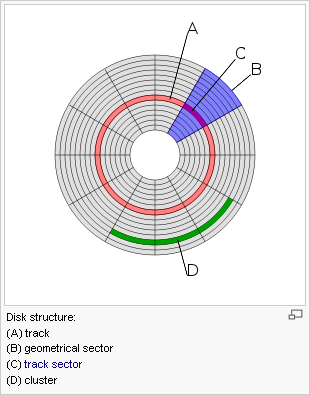 A
C
B
D
Disk structure:
(A) track
(B) geometrical sector
(C) track sector
(D) cluster